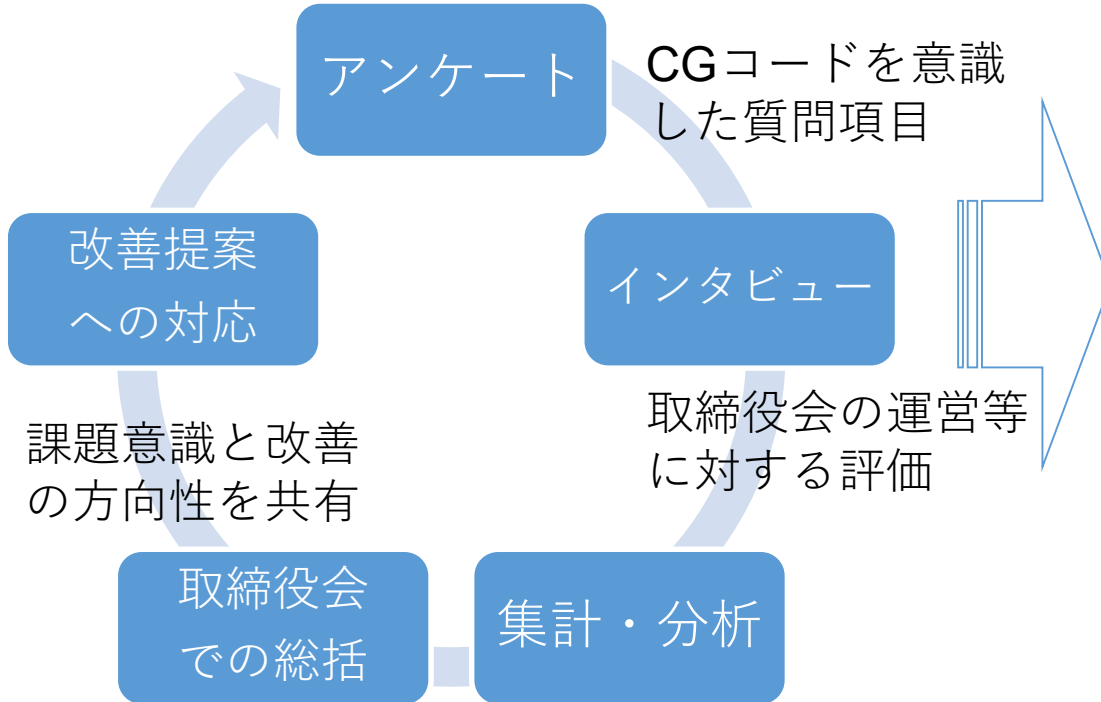 アンケート
CGコードを意識
した質問項目
インタビュー
取締役会の運営等
に対する評価
集計・分析
取締役会
での総括
課題意識と改善
の方向性を共有
改善提案
への対応